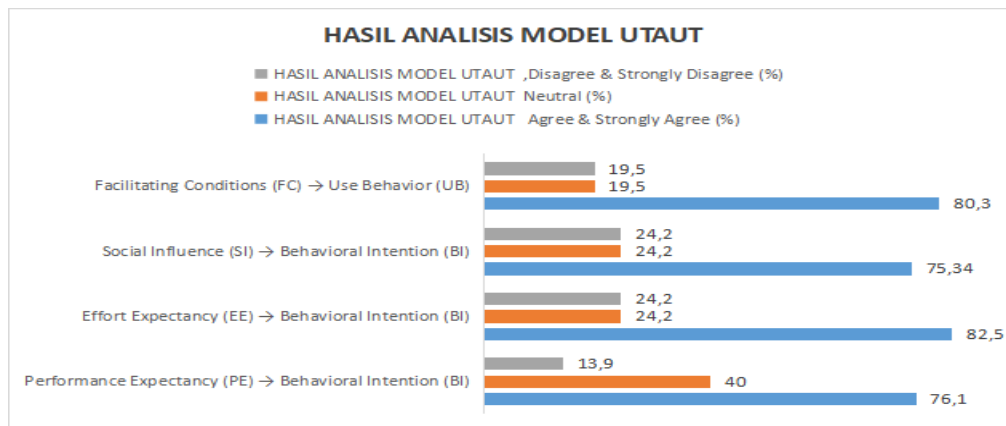 HASIL ANALISIS MODEL UTAUT
HASIL ANALISIS MODEL UTAUT ,Disagree & Strongly Disagree (%)
HASIL ANALISIS MODEL UTAUT Neutral (%)
HASIL ANALISIS MODEL UTAUT Agree & Strongly Agree (%)
19,5
Facilitating Conditions (FC) → Use Behavior (UB) 19,5
80,3
24,2
Social Influence (SI) → Behavioral Intention (BI) 24,2
75,34
24,2
Effort Expectancy (EE) → Behavioral Intention (BI) 24,2
82,5
13,9
Performance Expectancy (PE) → Behavioral Intention (BI) 40
76,1